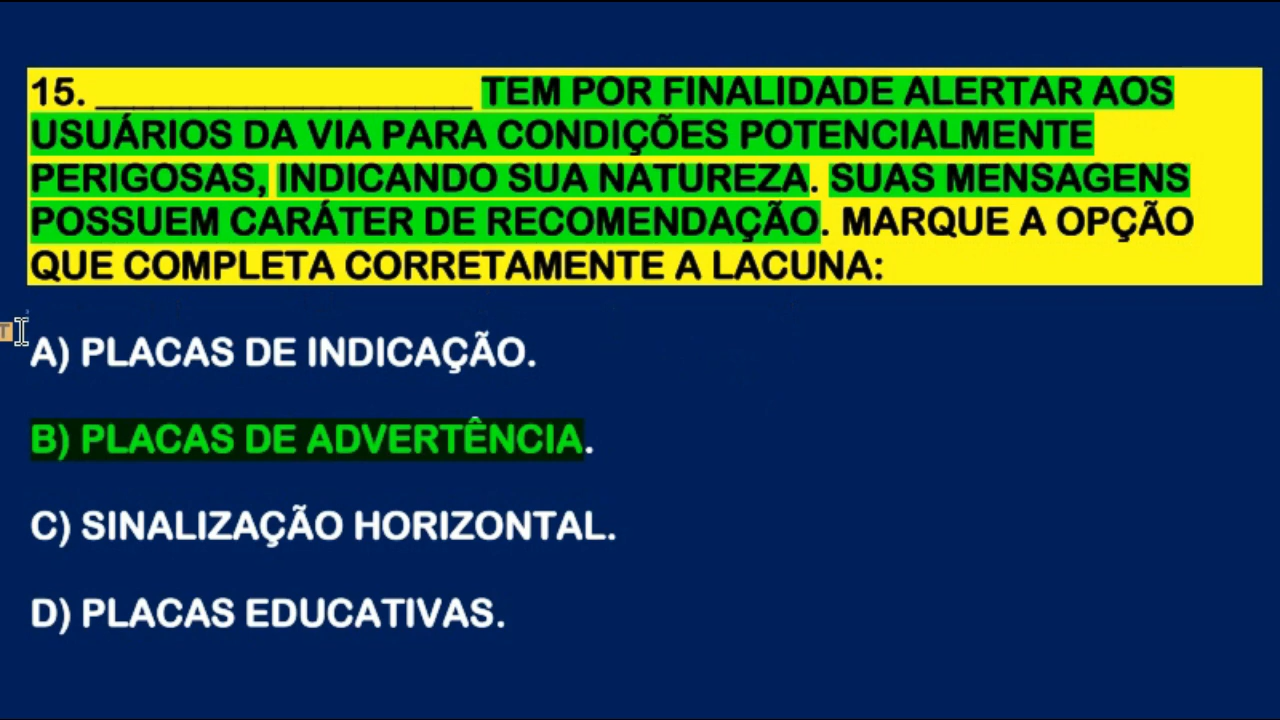 15. ____________________ TEM POR FINALIDADE ALERTAR AOS
USUÁRIOS DA VIA PARA CONDIÇÕES POTENCIALMENTE
PERIGOSAS, INDICANDO SUA NATUREZA. SUAS MENSAGENS
POSSUEM CARÁTER DE RECOMENDAÇÃO. MARQUE A OPÇÃO
QUE COMPLETA CORRETAMENTE A LACUNA:
T
A) PLACAS DE INDICAÇÃO.
B) PLACAS DE ADVERTÊNCIA.
C) SINALIZAÇÃO HORIZONTAL.
D) PLACAS EDUCATIVAS.